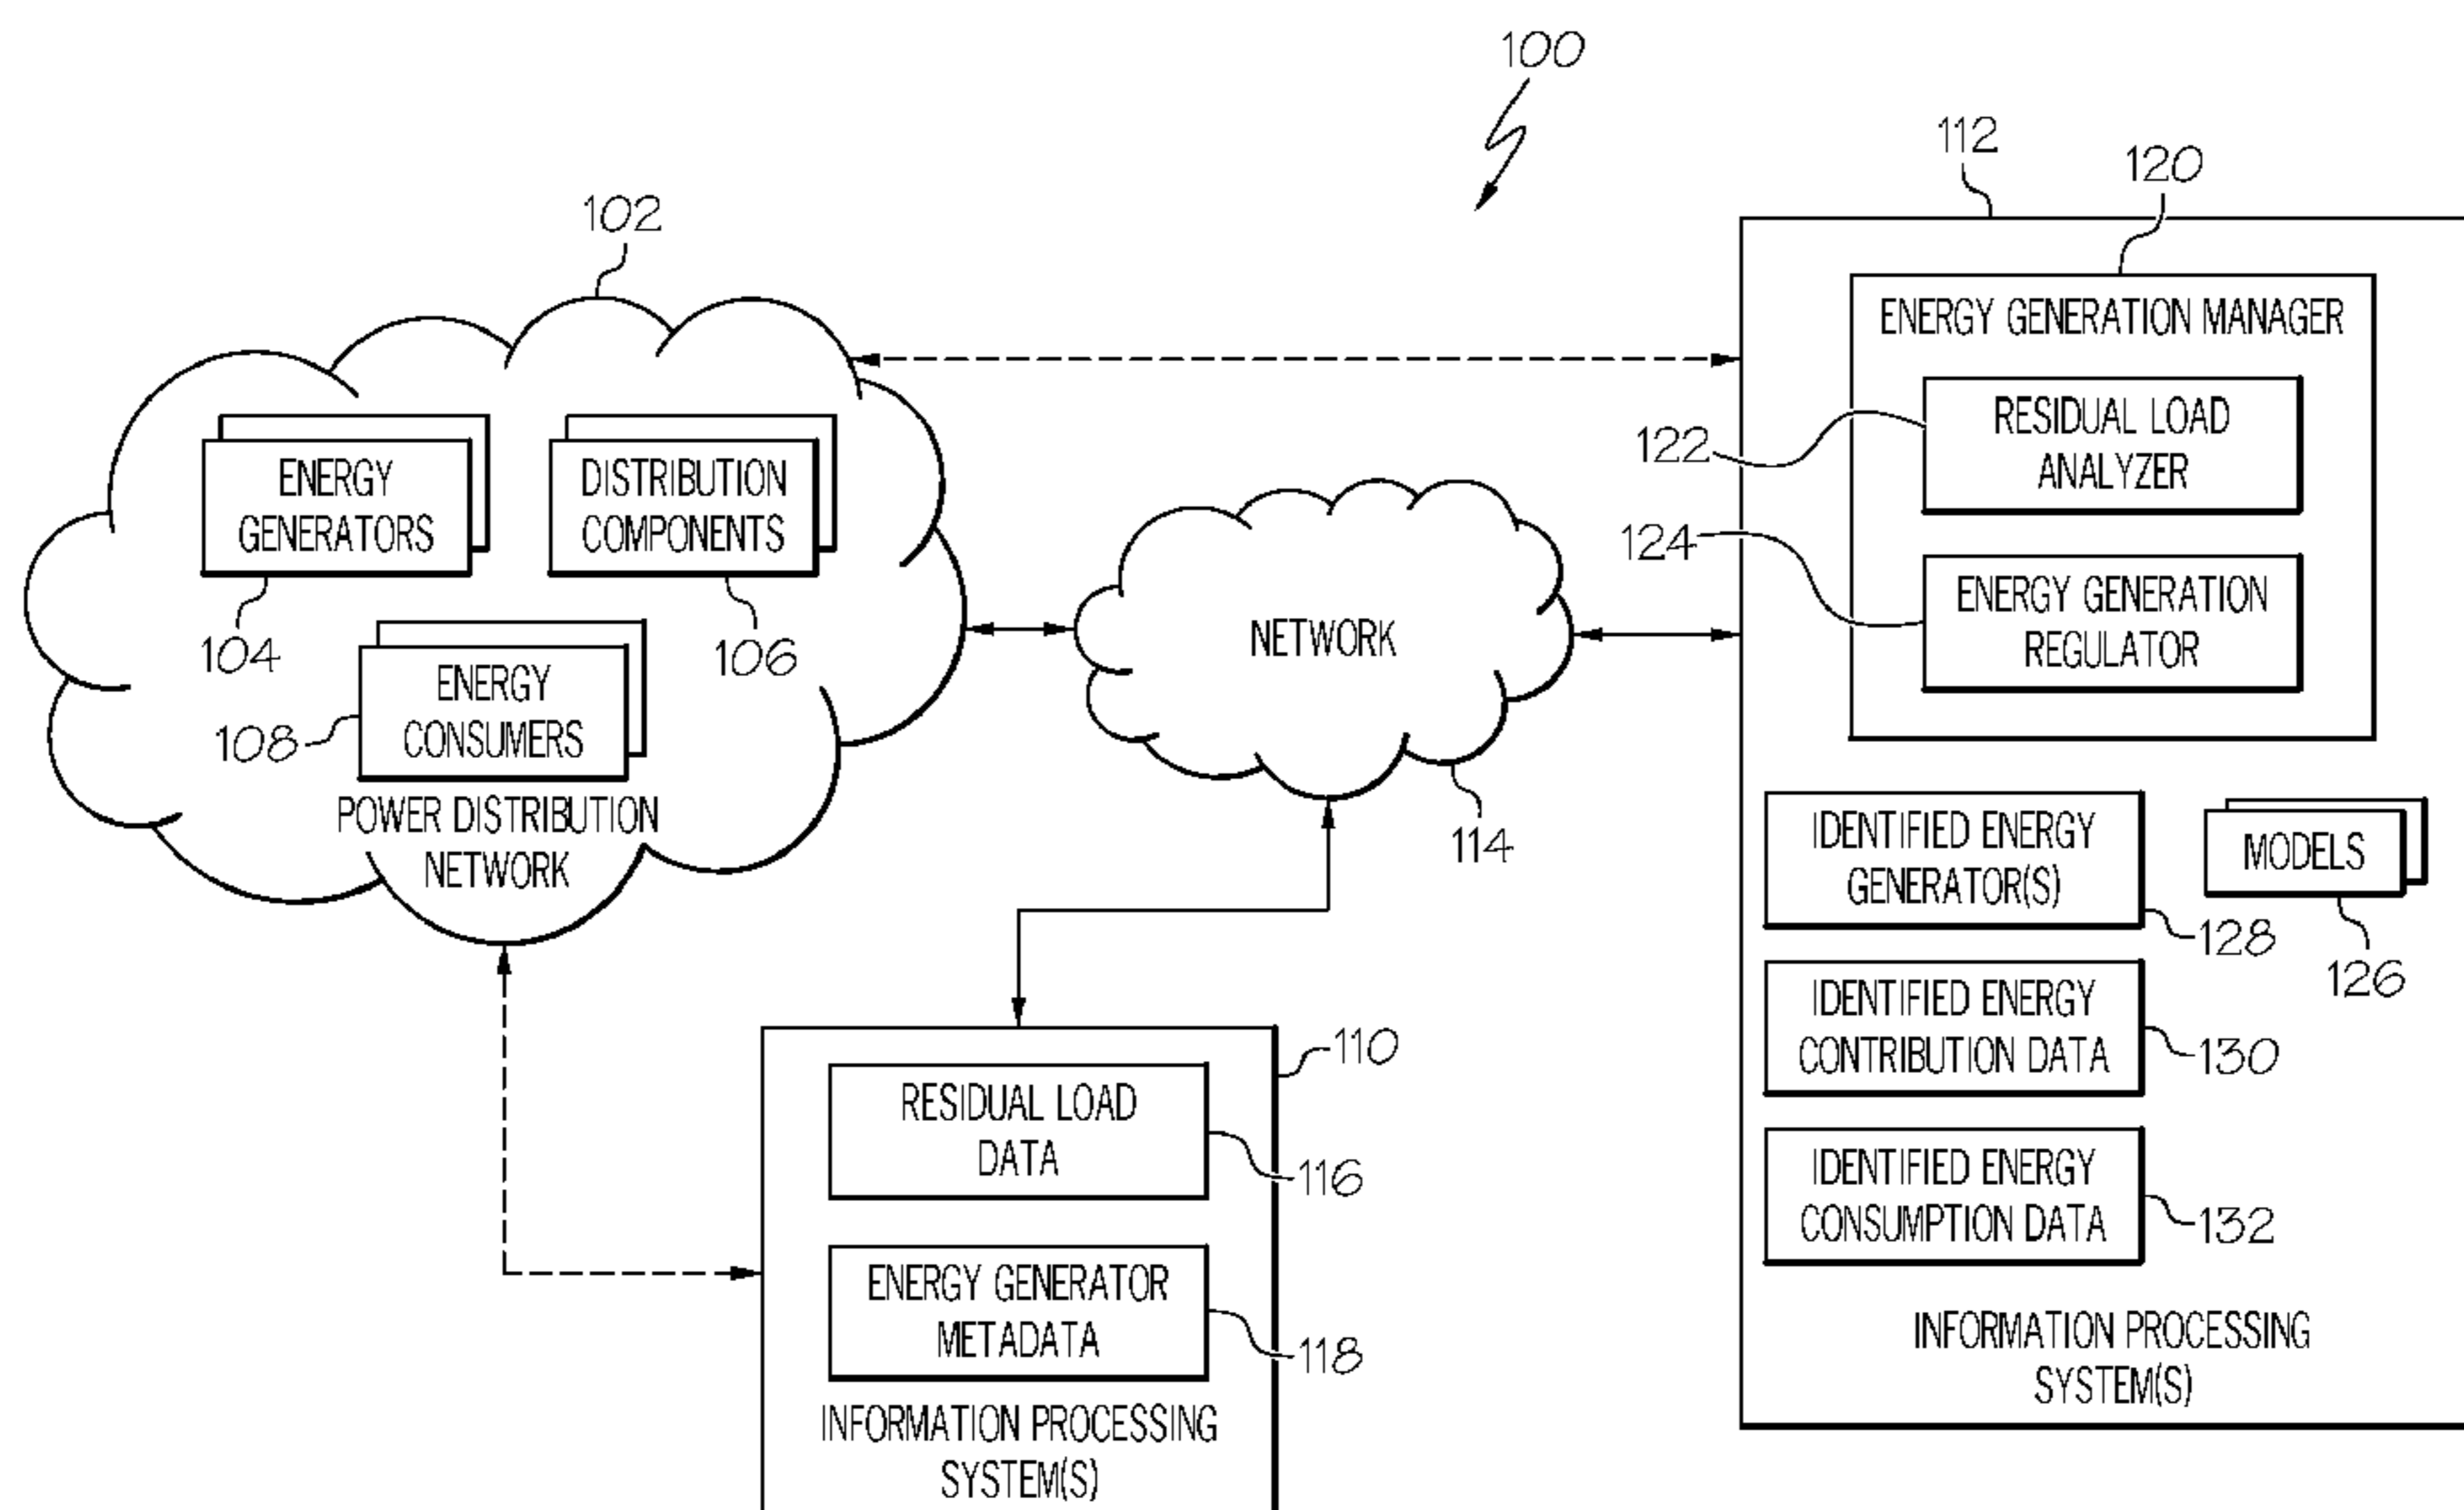 100
102
ENERGY
GENERATORS
104
DISTRIBUTION
COMPONENTS
106
ENERGY
CONSUMERS
108
POWER DISTRIBUTION
NETWORK
NETWORK
114
RESIDUAL LOAD
DATA
116
ENERGY GENERATOR
METADATA
118
INFORMATION PROCESSING
SYSTEM(S)
110
112
120
ENERGY GENERATION MANAGER
RESIDUAL LOAD
ANALYZER
122
ENERGY GENERATION
REGULATOR
124
IDENTIFIED ENERGY
GENERATOR(S)
128
MODELS
126
IDENTIFIED ENERGY
CONTRIBUTION DATA
130
IDENTIFIED ENERGY
CONSUMPTION DATA
132
INFORMATION PROCESSING
SYSTEM(S)